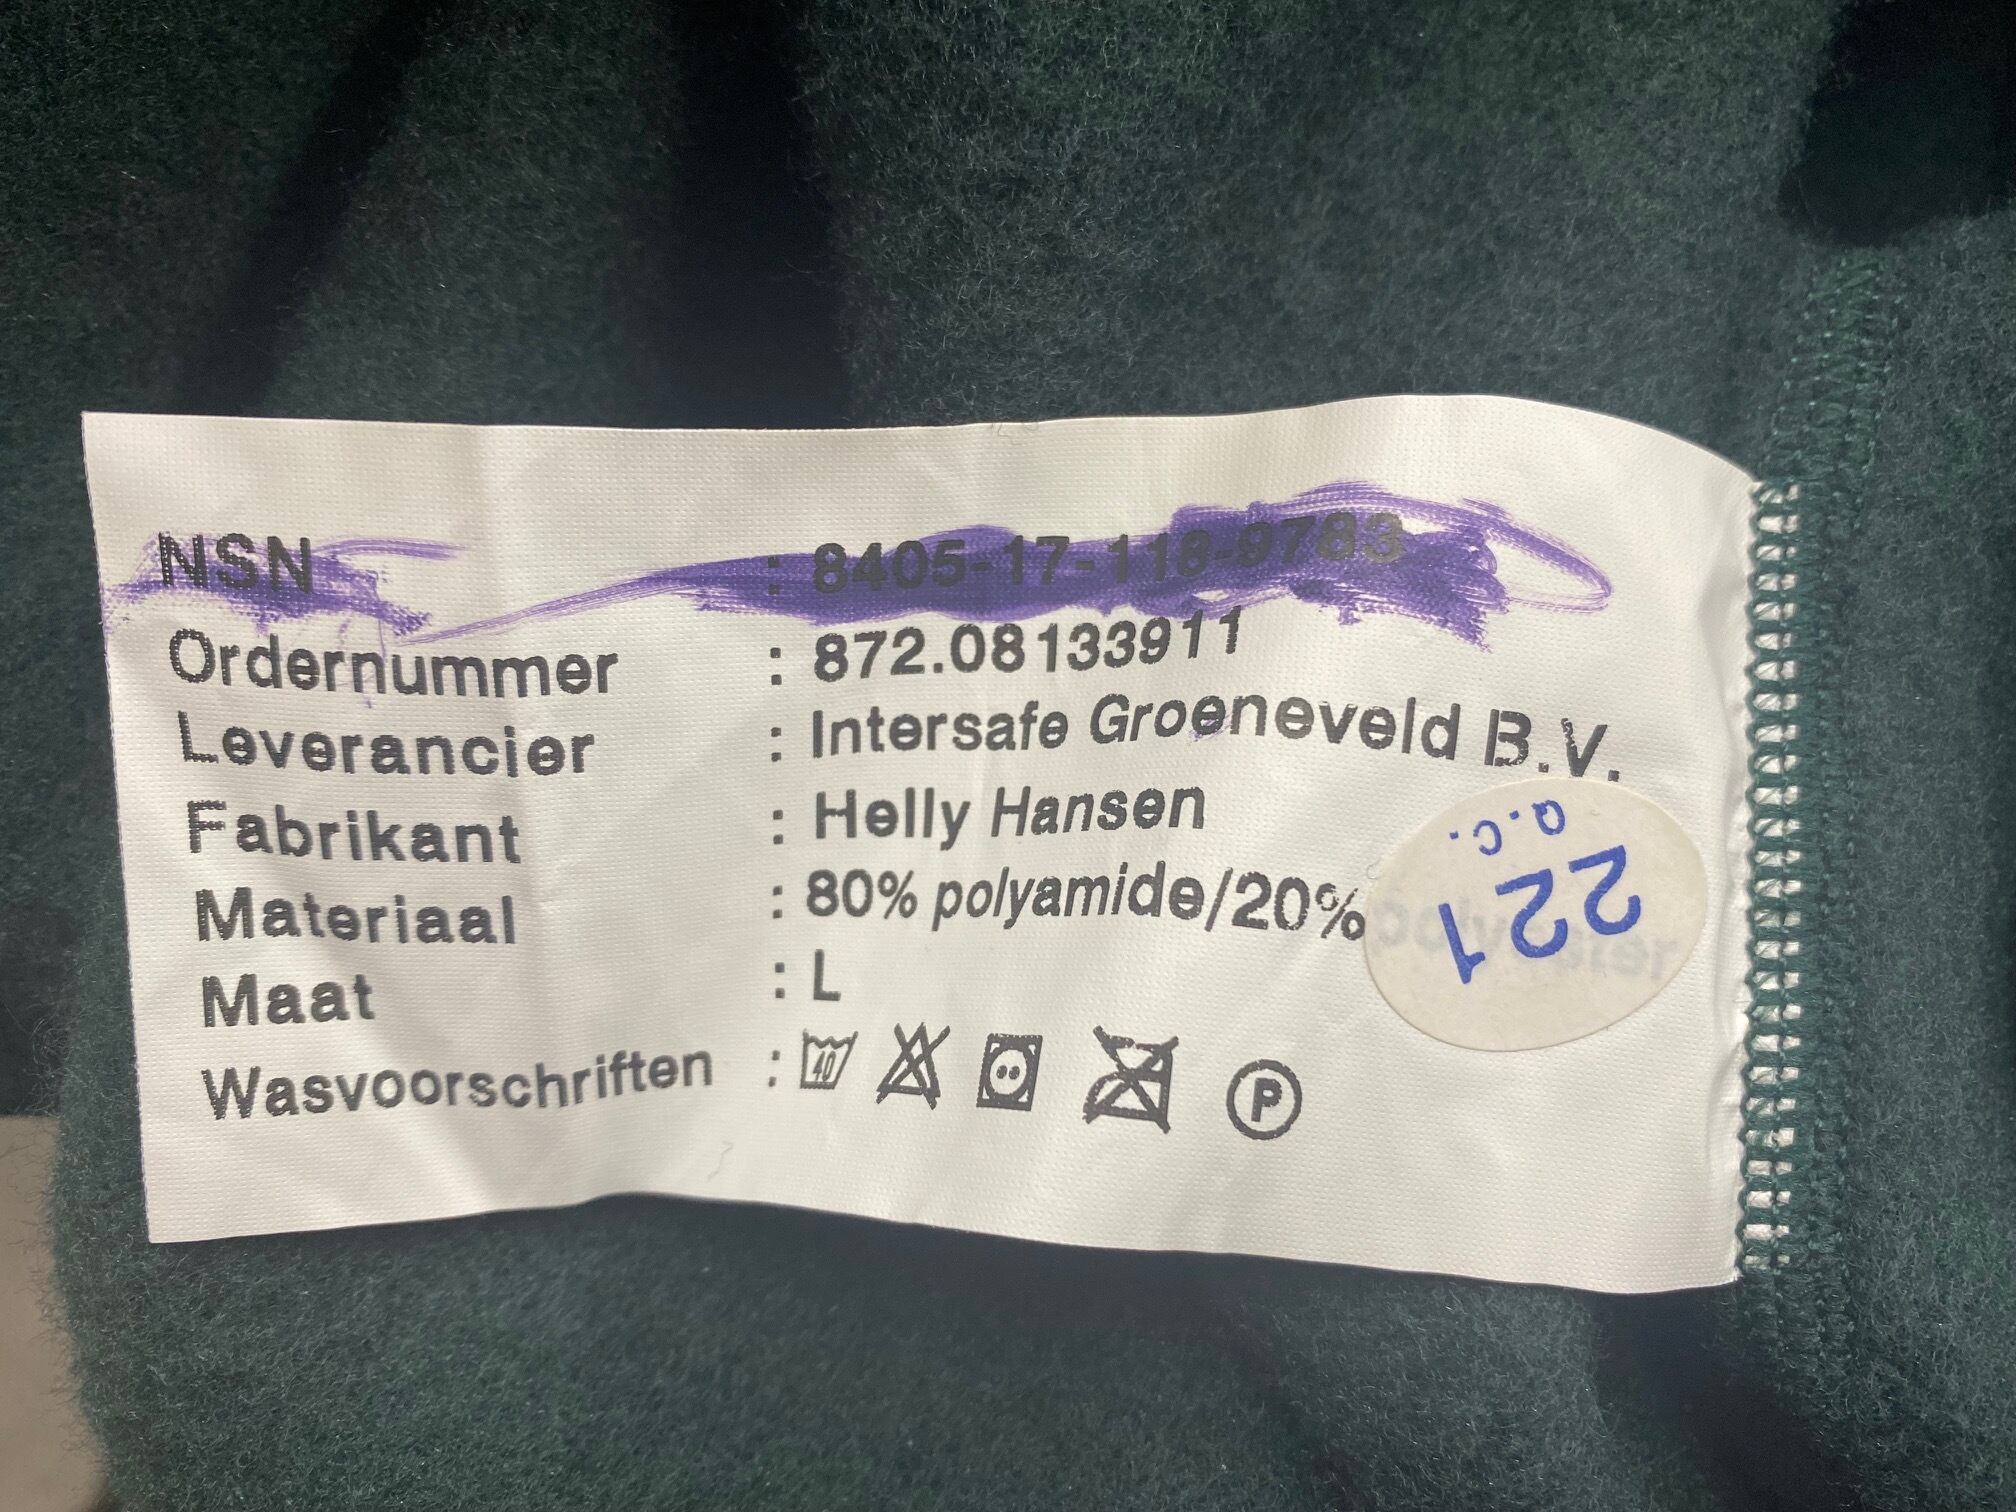 NSN : 8405-17-118-9783
Ordernummer : 872.08133911
Leverancier : Intersafe Groeneveld B.V.
Fabrikant : Helly Hansen
Materiaal : 80% polyamide/20%
Maat : L
Wasvoorschriften : 40 P
221
Q.C.